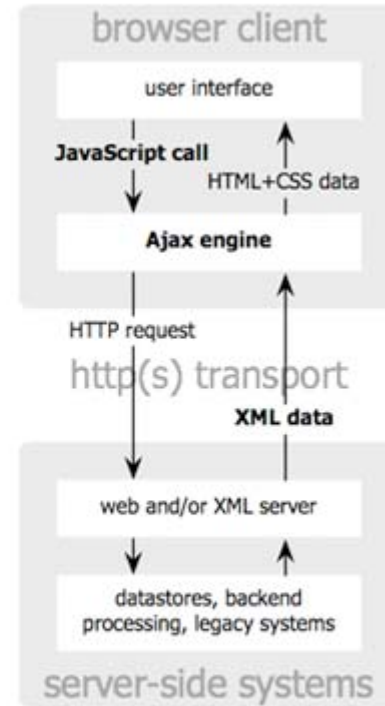 browser client
user interface
JavaScript call
HTML+CSS data
Ajax engine
HTTP request
http(s) transport
XML data
web and/or XML server
datastores, backend
processing, legacy systems
server-side systems